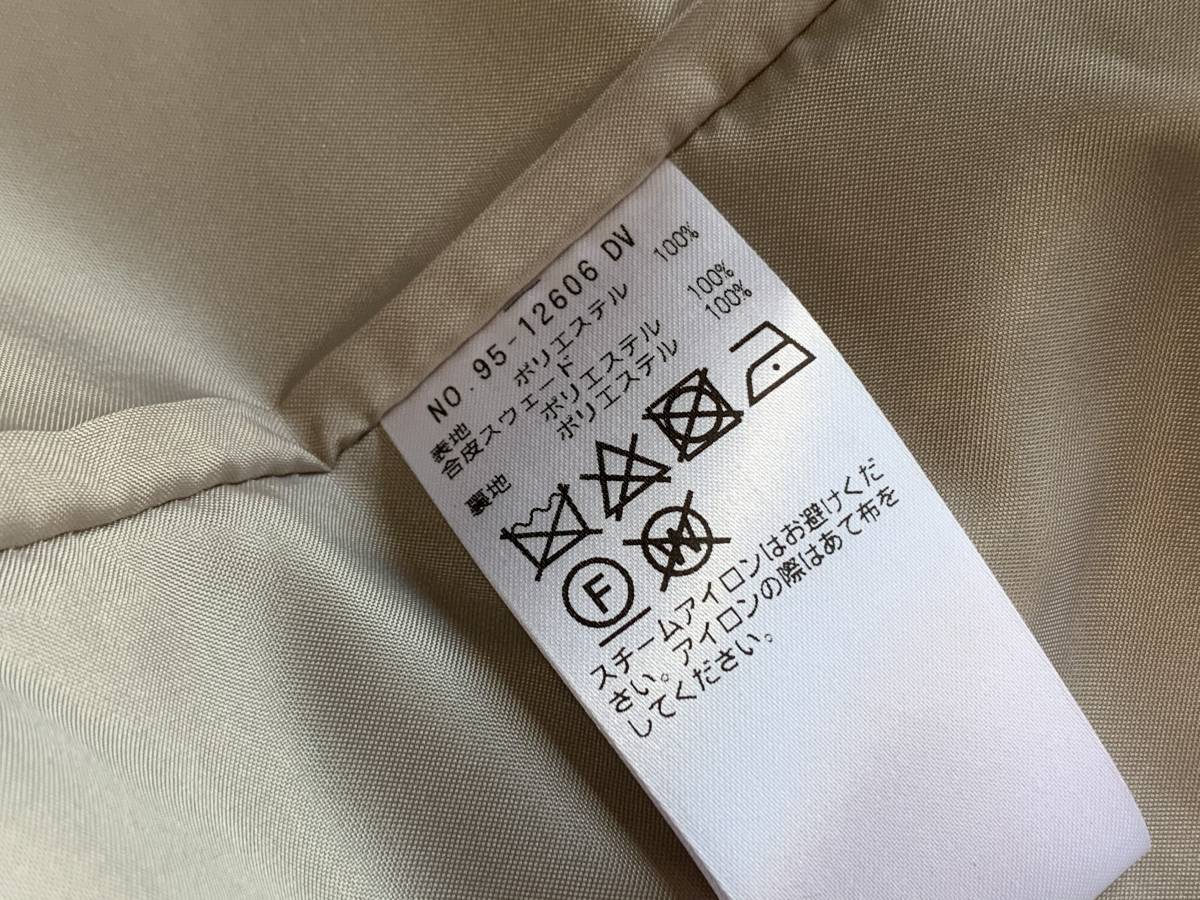 NO.95-12606 DV
表地 ポリエステル 100%
合皮スウェード
ポリエステル 100%
裏地 ポリエステル 100%
F W
スチームアイロンはお避けくだ
さい。アイロンの際はあて布を
してください。